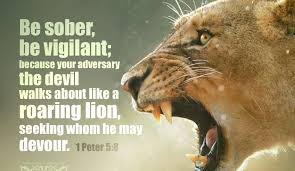 Be sober,
be vigilant;
because your adversary
the devil
walks about like a
roaring lion,
seeking whom he may
devour. 1 Peter 5:8